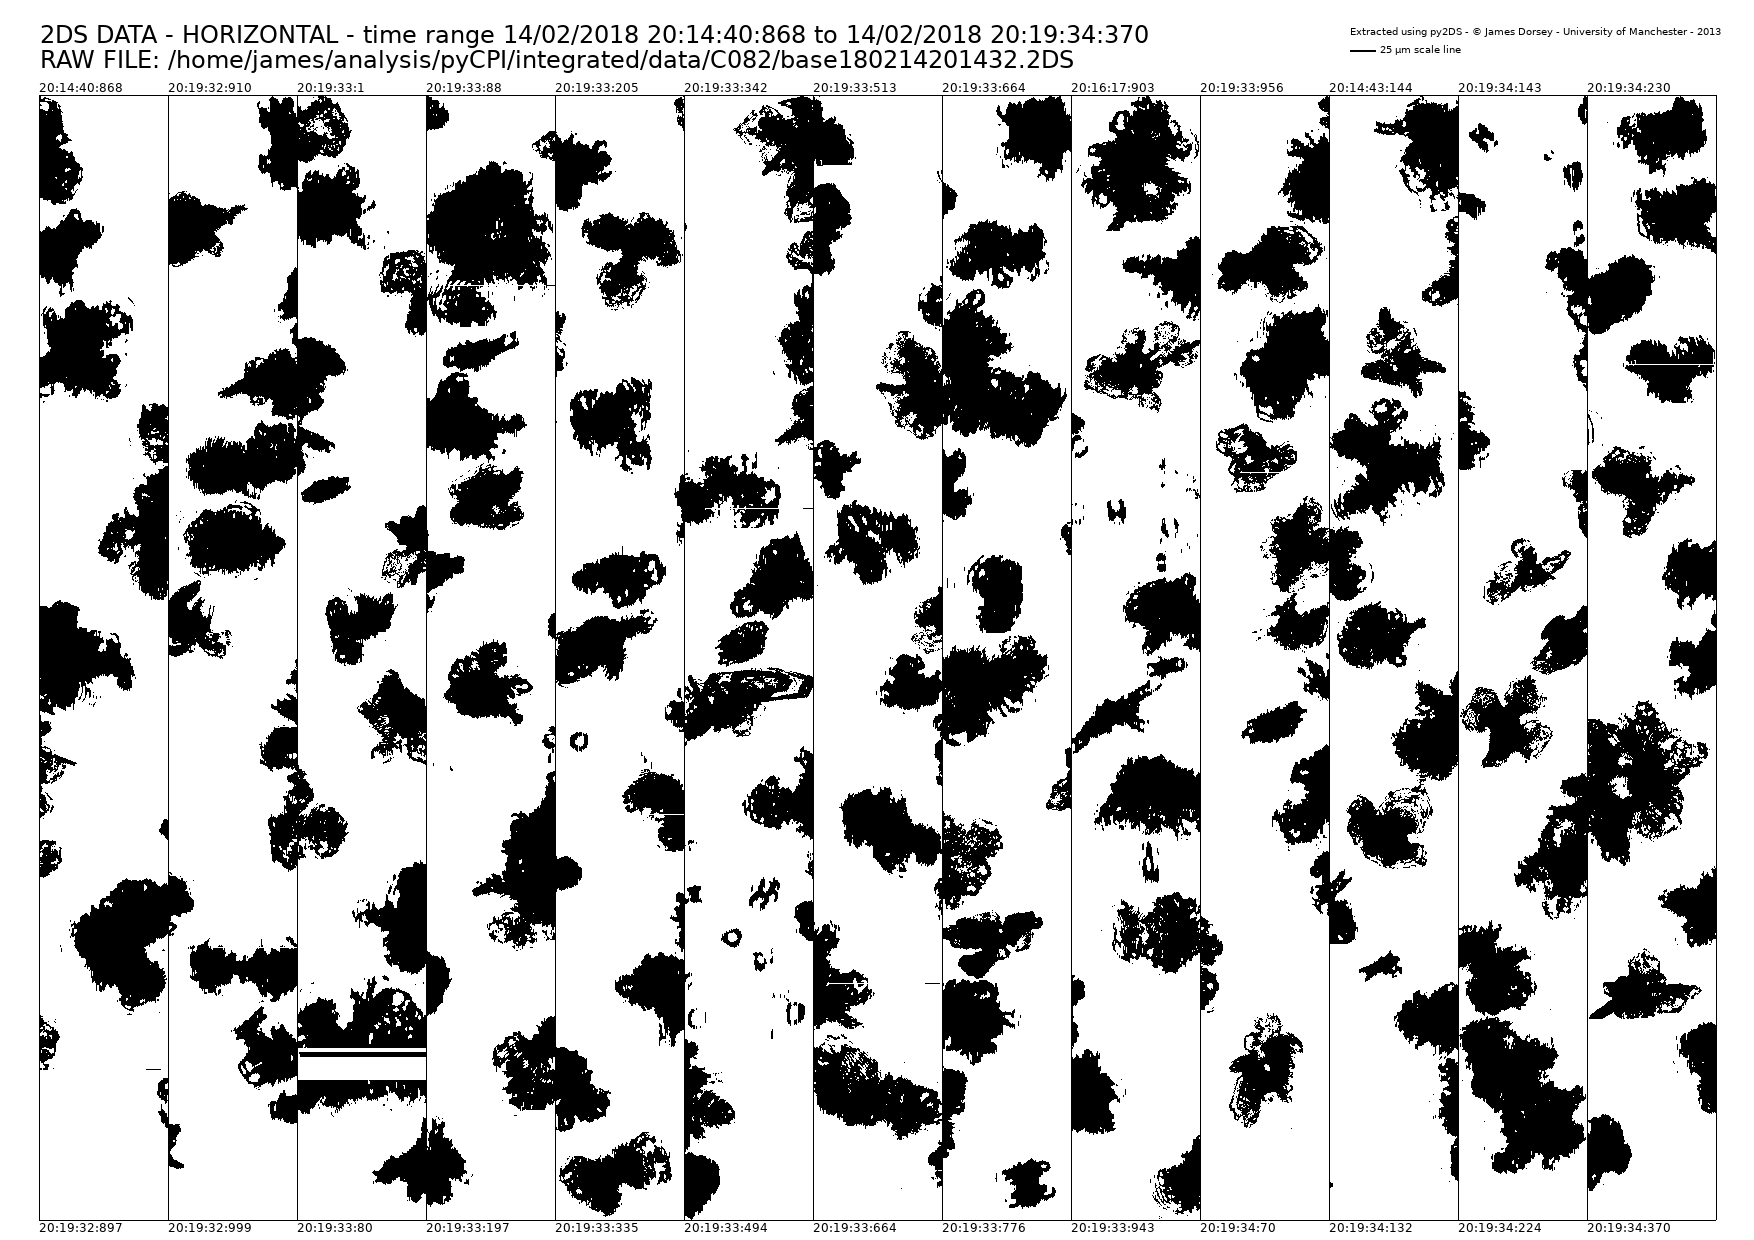 2DS DATA - HORIZONTAL - time range 14/02/2018 20:14:40:868 to 14/02/2018 20:19:34:370
RAW FILE: /home/james/analysis/pyCPI/integrated/data/C082/base180214201432.2DS
Extracted using py2DS - © James Dorsey - University of Manchester - 2013
25 µm scale line
20:14:40:868 20:19:32:910 20:19:33:1 20:19:33:88 20:19:33:205 20:19:33:342 20:19:33:513 20:19:33:664 20:16:17:903 20:19:33:956 20:14:43:144 20:19:34:143 20:19:34:230
20:19:32:897 20:19:32:999 20:19:33:80 20:19:33:197 20:19:33:335 20:19:33:494 20:19:33:664 20:19:33:776 20:19:33:943 20:19:34:70 20:19:34:132 20:19:34:224 20:19:34:370